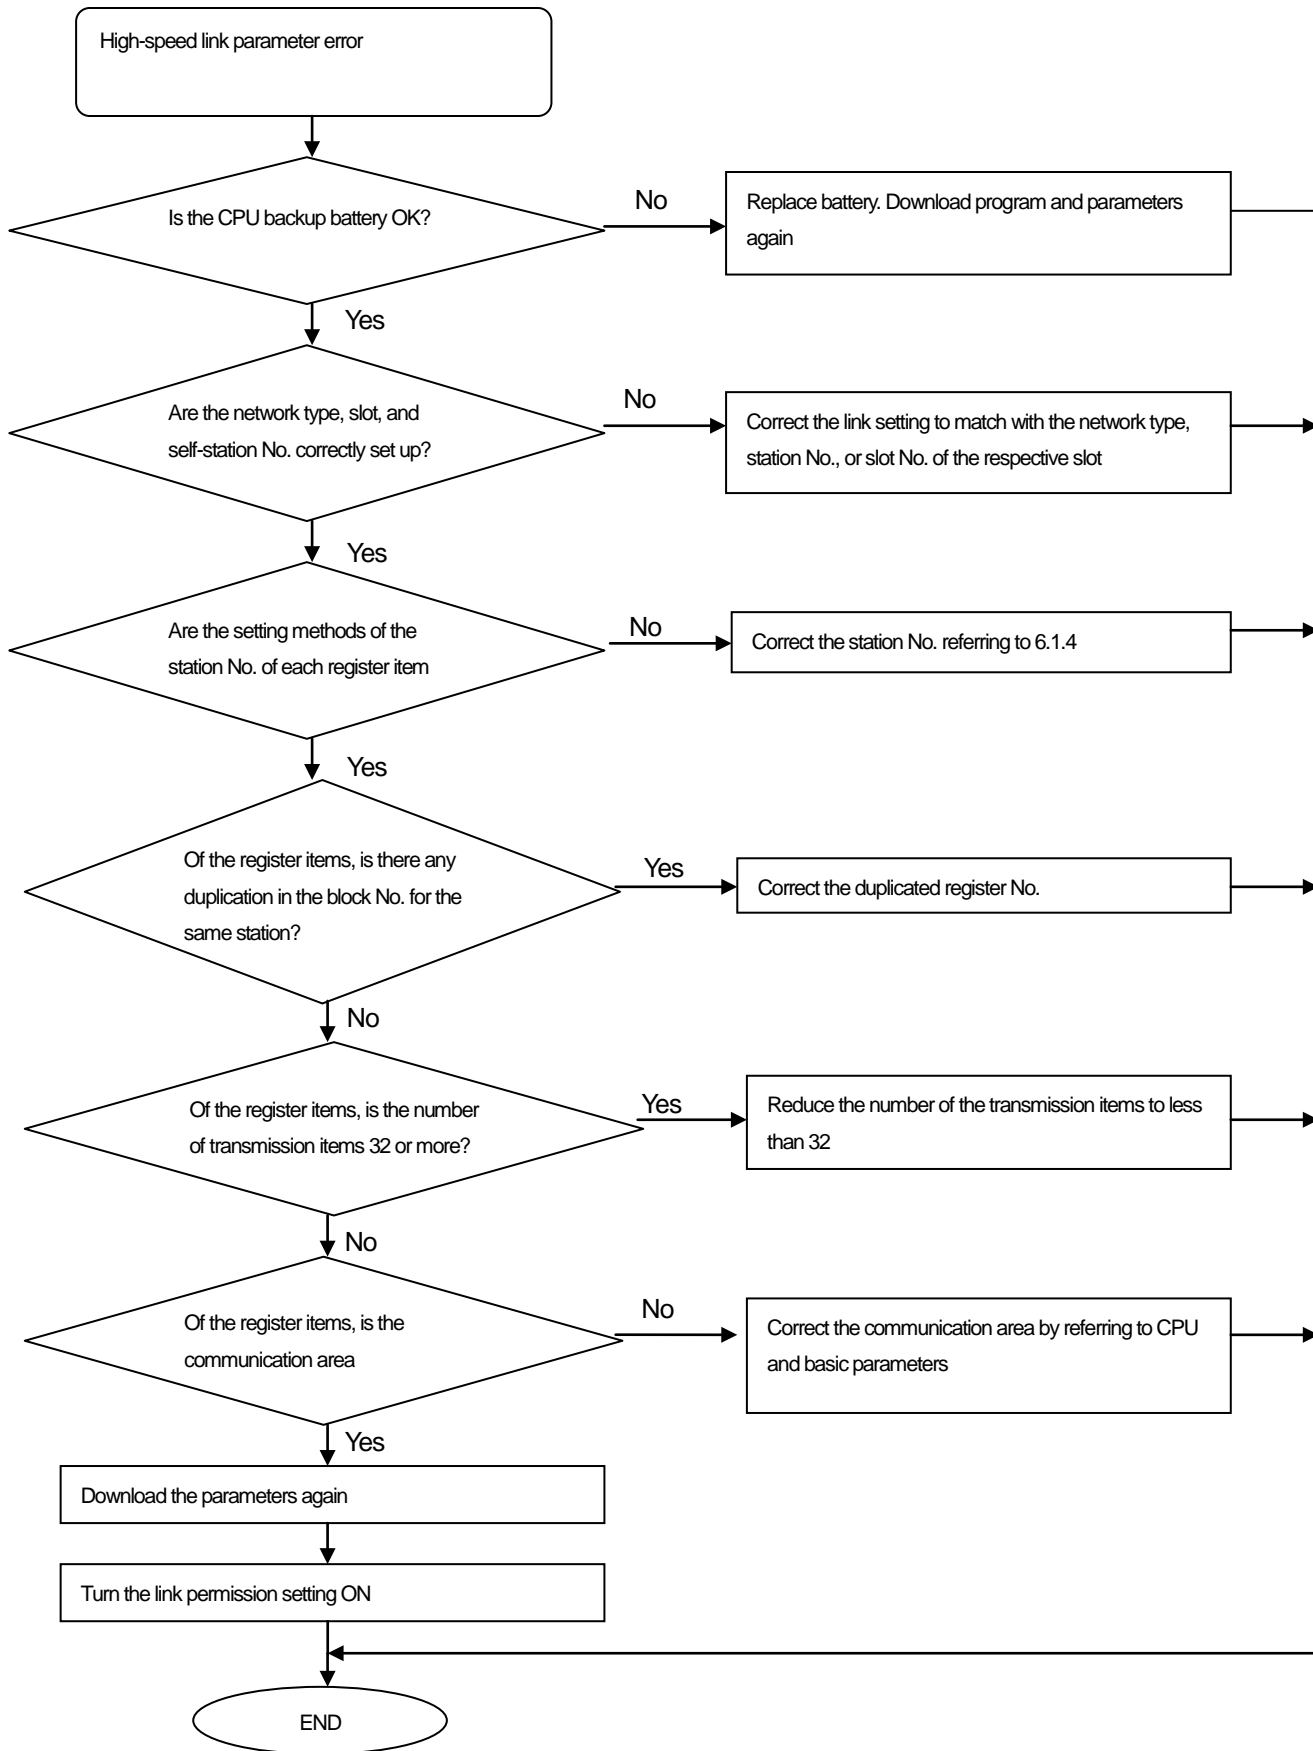 High-speed link parameter error
Is the CPU backup battery OK?
No
Replace battery. Download program and parameters
again
Yes
Are the network type, slot, and
self-station No. correctly set up?
No
Correct the link setting to match with the network type,
station No., or slot No. of the respective slot
Yes
Are the setting methods of the
station No. of each register item
No
Correct the station No. referring to 6.1.4
Yes
Of the register items, is there any
duplication in the block No. for the
same station?
Yes
Correct the duplicated register No.
No
Of the register items, is the number
of transmission items 32 or more?
Yes
Reduce the number of the transmission items to less
than 32
No
Of the register items, is the
communication area
No
Correct the communication area by referring to CPU
and basic parameters
Yes
Download the parameters again
Turn the link permission setting ON
END